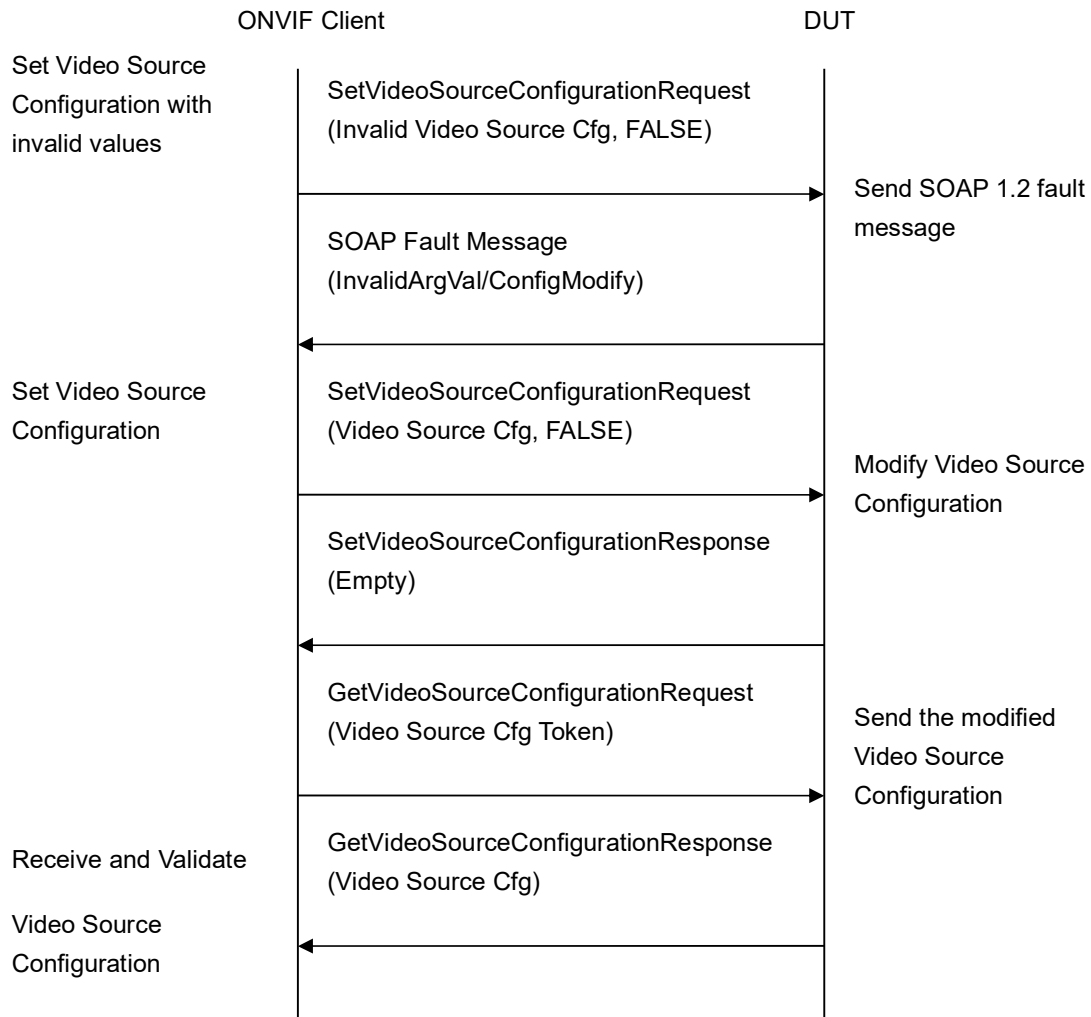 ONVIF Client
DUT
Set Video Source
Configuration with
invalid values
SetVideoSourceConfigurationRequest
(Invalid Video Source Cfg, FALSE)
Send SOAP 1.2 fault
message
SOAP Fault Message
(InvalidArgVal/ConfigModify)
Set Video Source
Configuration
SetVideoSourceConfigurationRequest
(Video Source Cfg, FALSE)
Modify Video Source
Configuration
SetVideoSourceConfigurationResponse
(Empty)
GetVideoSourceConfigurationRequest
(Video Source Cfg Token)
Send the modified
Video Source
Configuration
Receive and Validate
Video Source
Configuration
GetVideoSourceConfigurationResponse
(Video Source Cfg)